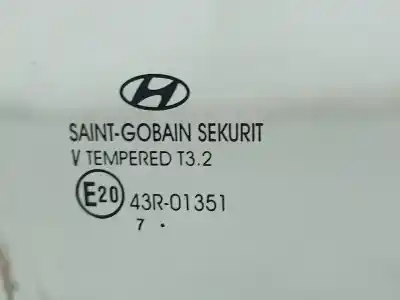 SAINT-GOBAIN SEKURIT
V TEMPERED T3.2
E20 43R-01351
7 .